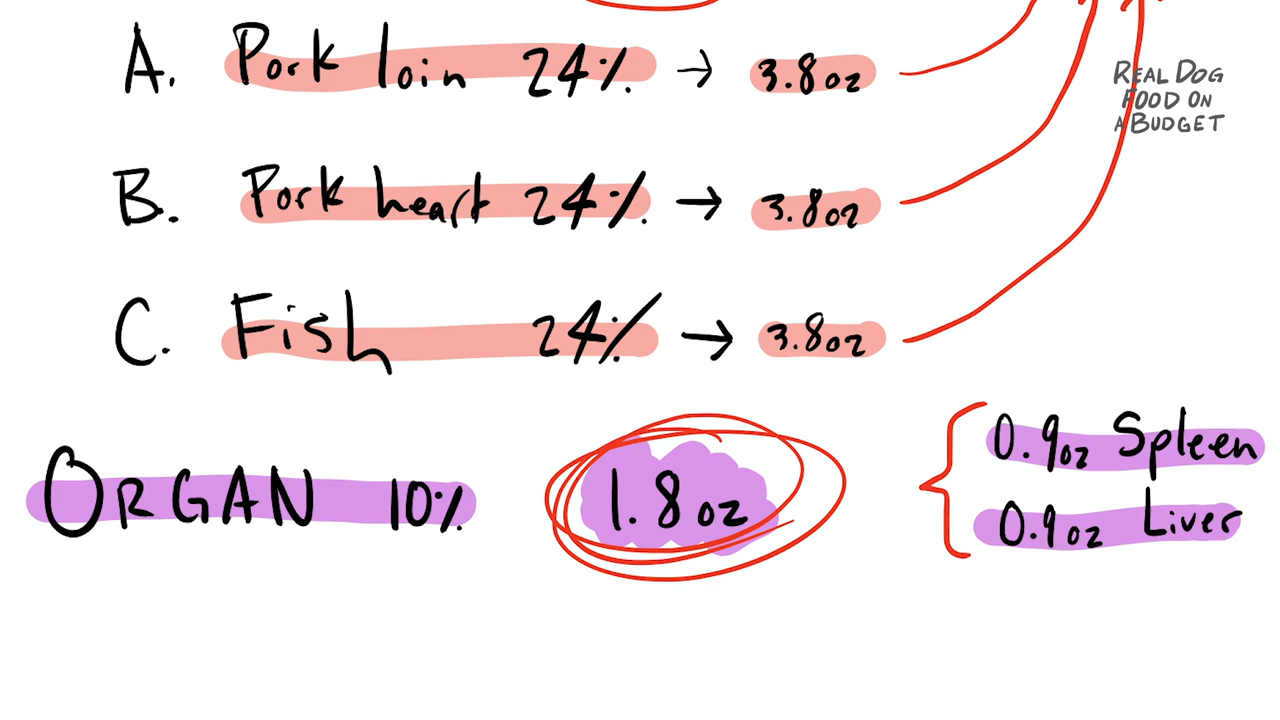 A. Pork loin 24% → 3.8oz
REAL DOG
FOOD ON
A BUDGET
B. Pork heart 24% → 3.8oz
C. Fish 24% → 3.8oz
ORGAN 10% 1.8oz
0.9oz Spleen
0.9oz Liver